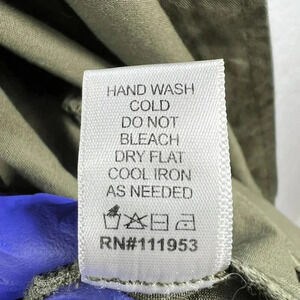 HAND WASH
COLD
DO NOT
BLEACH
DRY FLAT
COOL IRON
AS NEEDED
RN#111953